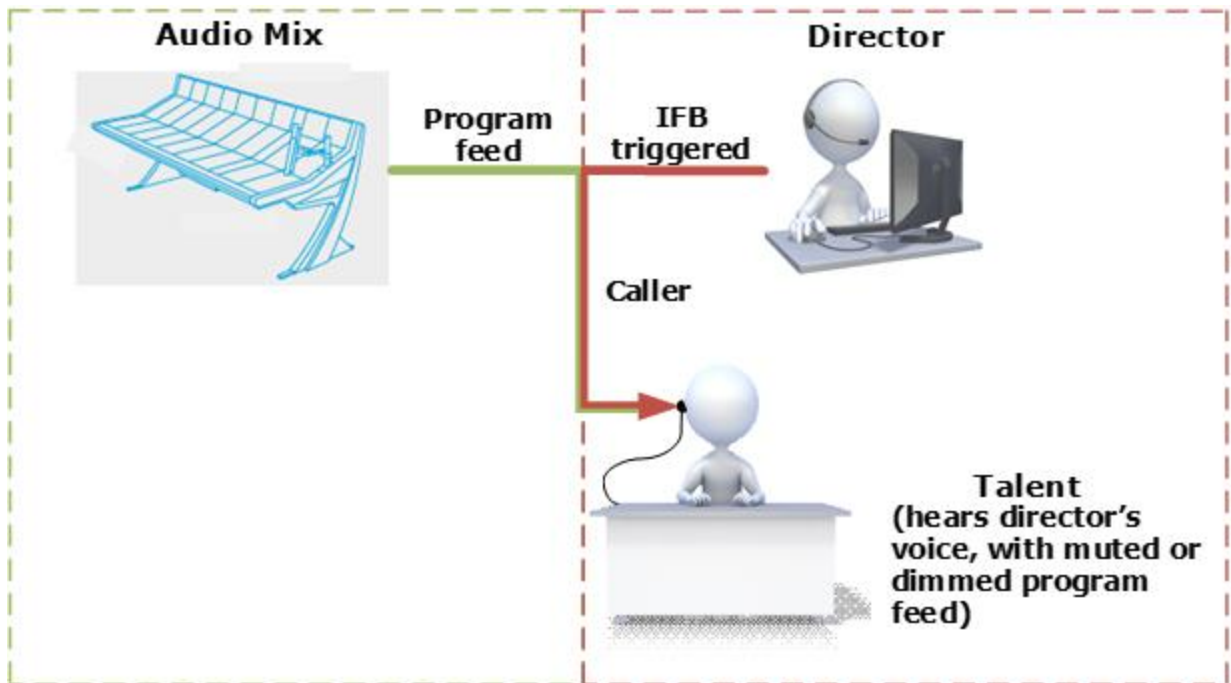 Audio Mix
Director
Program
feed
IFB
triggered
Caller
Talent
(hears director's
voice, with muted or
dimmed program
feed)